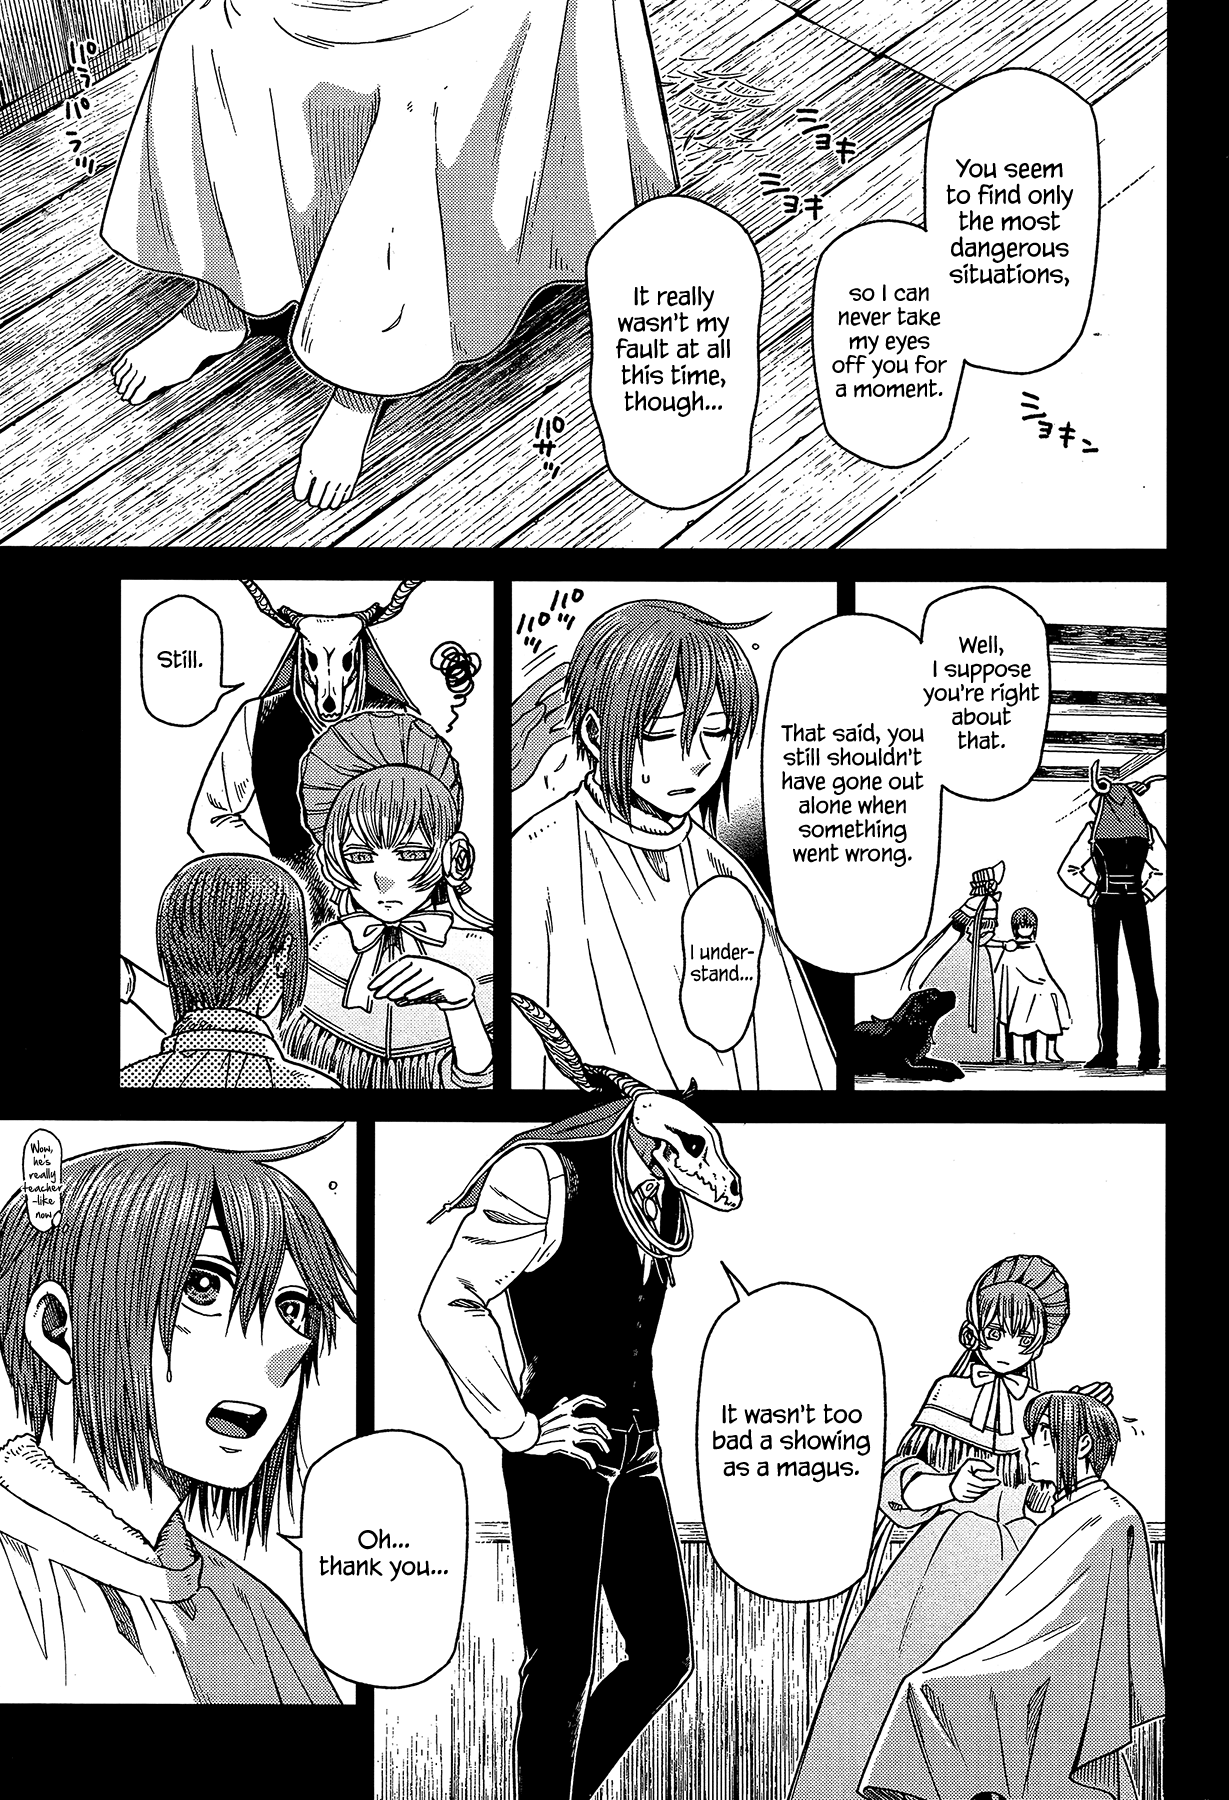 You seem
to find only
the most
dangerous
situations,
so I can
never take
my eyes
off you for
a moment.
It really
wasn't my
fault at all
this time,
though...
ショキ
ショキ
ショキン
パラパラッ
パサッ
Well,
I suppose
you're right
about
that.
That said, you
still shouldn't
have gone out
alone when
something
went wrong.
パッパッ
I under-
stand...
Still.
It wasn't too
bad a showing
as a magus.
Oh...
thank you...
Wow,
he's
really
teacher
-like
now